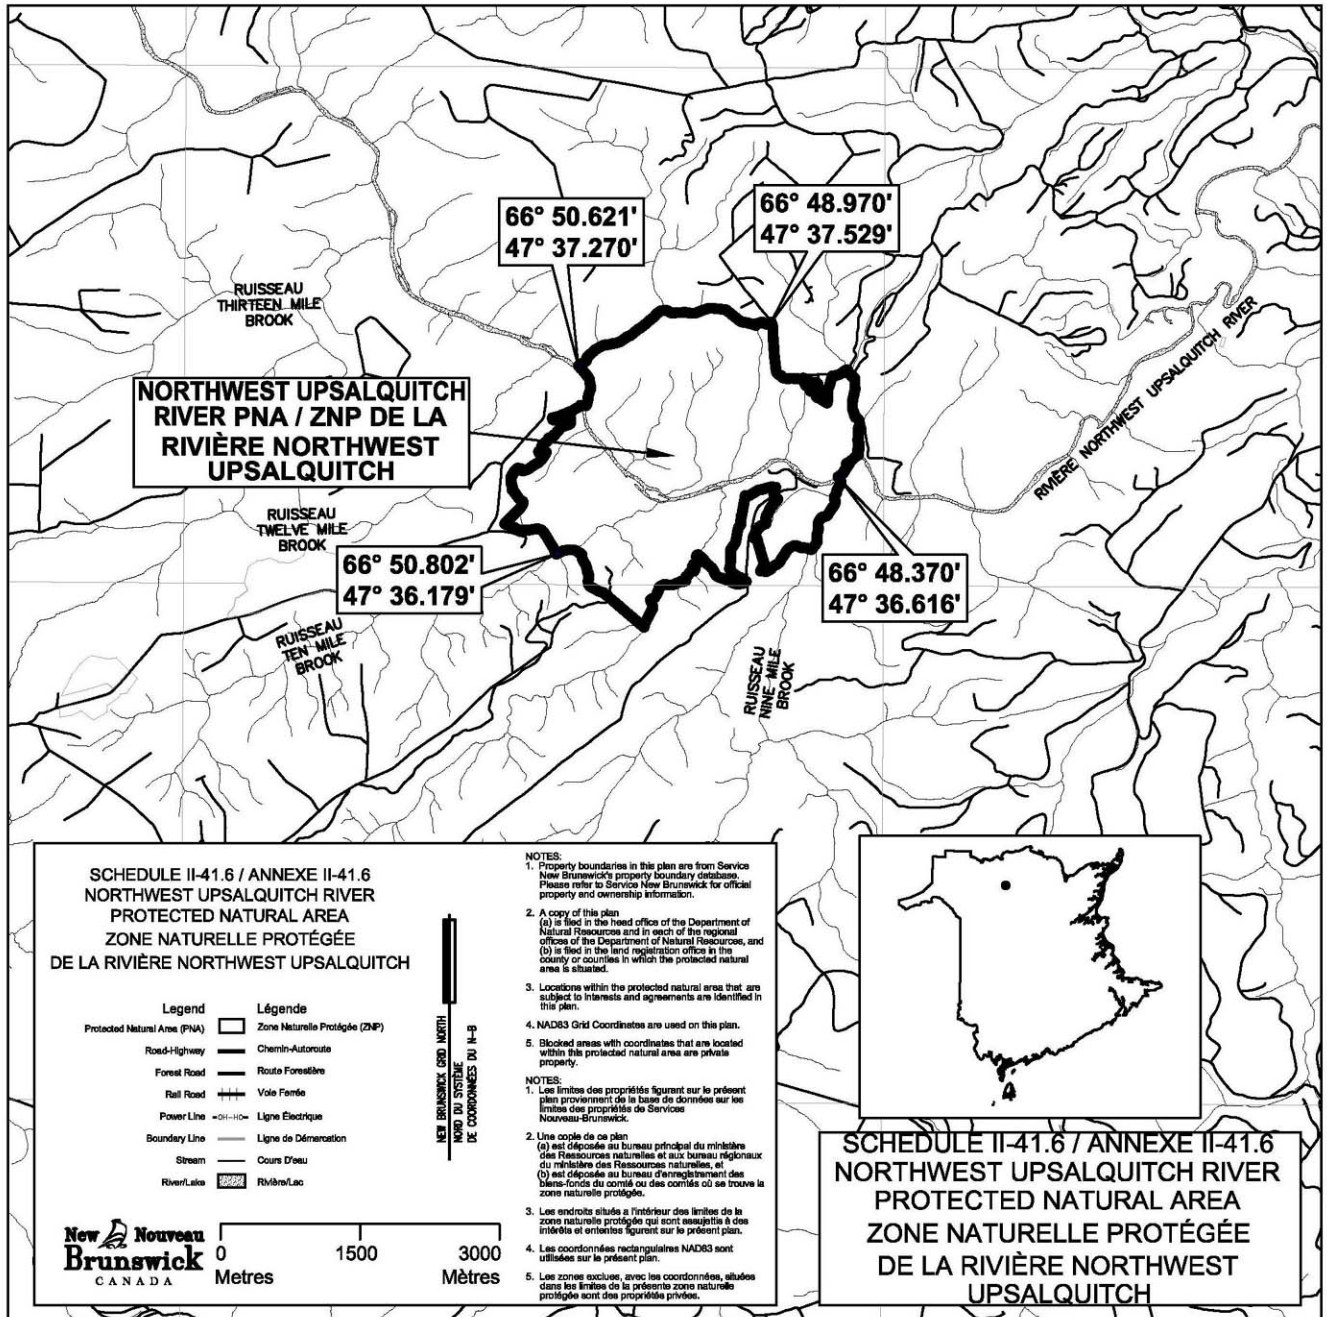 66° 50.621'
47° 37.270'
66° 48.970'
47° 37.529'
RUISSEAU
THIRTEEN MILE
BROOK
RIVIÈRE NORTHWEST UPSALQUITCH RIVER
NORTHWEST UPSALQUITCH
RIVER PNA / ZNP DE LA
RIVIÈRE NORTHWEST
UPSALQUITCH
RUISSEAU
TWELVE MILE
BROOK
66° 50.802'
47° 36.179'
66° 48.370'
47° 36.616'
RUISSEAU
TEN MILE
BROOK
RUISSEAU
NINE MILE
BROOK
SCHEDULE II-41.6 / ANNEXE II-41.6
NORTHWEST UPSALQUITCH RIVER
PROTECTED NATURAL AREA
ZONE NATURELLE PROTÉGÉE
DE LA RIVIÈRE NORTHWEST UPSALQUITCH
Legend Légende
Protected Natural Area (PNA) Zone Naturelle Protégée (ZNP)
Road-Highway Chemin-Autoroute
Forest Road Route Forestière
Rail Road Voie Ferrée
Power Line OH-HO Ligne Électrique
Boundary Line Ligne de Démarcation
Stream Cours D'eau
River/Lake Rivière/Lac
NEW BRUNSWICK GRID NORTH
NORD DU SYSTÈME
DE COORDONNÉES DU N-B
New Nouveau
Brunswick
CANADA
0 1500 3000
Metres Mètres
NOTES:
1. Property boundaries in this plan are from Service
New Brunswick's property boundary database.
Please refer to Service New Brunswick for official
property and ownership information.
2. A copy of this plan
(a) is filed in the head office of the Department of
Natural Resources and in each of the regional
offices of the Department of Natural Resources, and
(b) is filed in the land registration office in the
county or counties in which the protected natural
area is situated.
3. Locations within the protected natural area that are
subject to interests and agreements are identified in
this plan.
4. NAD83 Grid Coordinates are used on this plan.
5. Blocked areas with coordinates that are located
within this protected natural area are private
property.
NOTES:
1. Les limites des propriétés figurant sur le présent
plan proviennent de la base de données sur les
limites des propriétés de Services
Nouveau-Brunswick.
2. Une copie de ce plan
(a) est déposée au bureau principal du ministère
des Ressources naturelles et aux bureau régionaux
du ministère des Ressources naturelles, et
(b) est déposée au bureau d'enregistrement des
biens-fonds du comté ou des comtés où se trouve la
zone naturelle protégée.
3. Les endroits situés a l'intérieur des limites de la
zone naturelle protégée qui sont assujettis à des
intérêts et ententes figurent sur le présent plan.
4. Les coordonnées rectangulaires NAD83 sont
utilisées sur le présent plan.
5. Les zones exclues, avec les coordonnées, situées
dans les limites de la présente zone naturelle
protégée sont des propriétés privées.
SCHEDULE II-41.6 / ANNEXE II-41.6
NORTHWEST UPSALQUITCH RIVER
PROTECTED NATURAL AREA
ZONE NATURELLE PROTÉGÉE
DE LA RIVIÈRE NORTHWEST
UPSALQUITCH